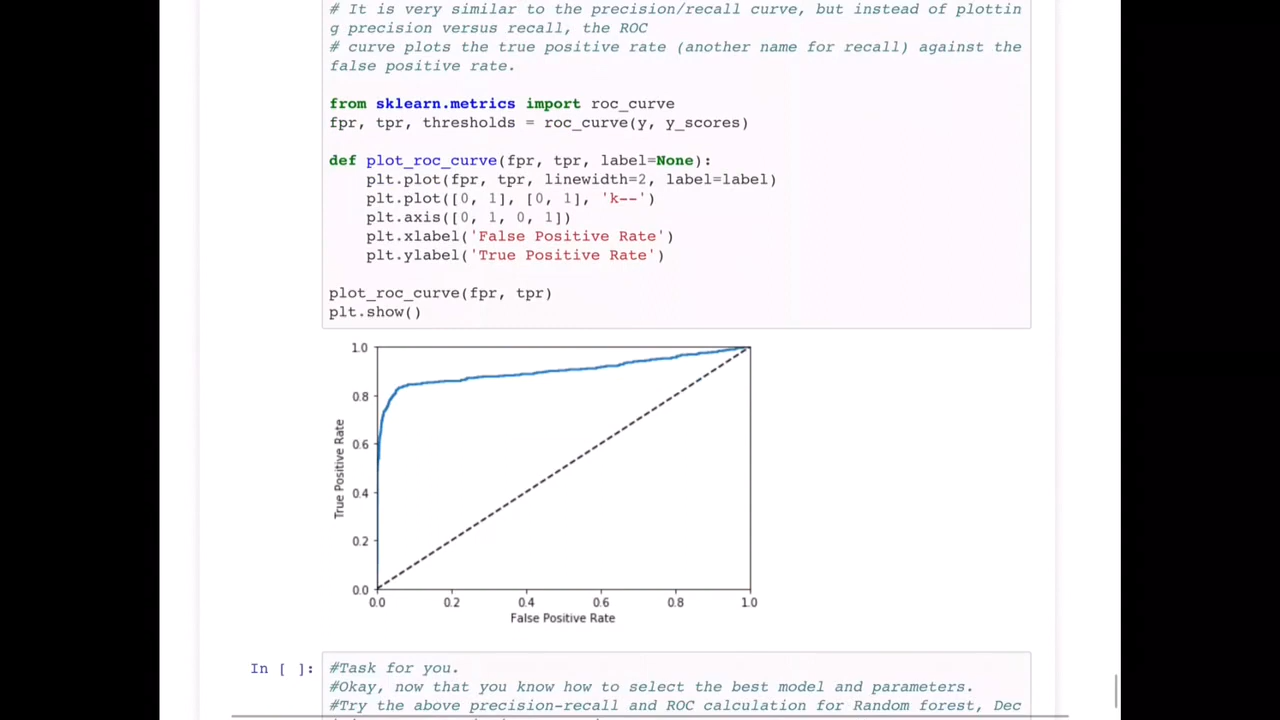 # It is very similar to the precision/recall curve, but instead of plottin
g precision versus recall, the ROC
# curve plots the true positive rate (another name for recall) against the
false positive rate.
from sklearn.metrics import roc_curve
fpr, tpr, thresholds = roc_curve(y, y_scores)
def plot_roc_curve(fpr, tpr, label=None):
    plt.plot(fpr, tpr, linewidth=2, label=label)
    plt.plot([0, 1], [0, 1], 'k--')
    plt.axis([0, 1, 0, 1])
    plt.xlabel('False Positive Rate')
    plt.ylabel('True Positive Rate')
plot_roc_curve(fpr, tpr)
plt.show()
1.0
0.8
0.6
0.4
0.2
0.0
True Positive Rate
0.0 0.2 0.4 0.6 0.8 1.0
False Positive Rate
In [ ]:
#Task for you.
#Okay, now that you know how to select the best model and parameters.
#Try the above precision-recall and ROC calculation for Random forest, Dec